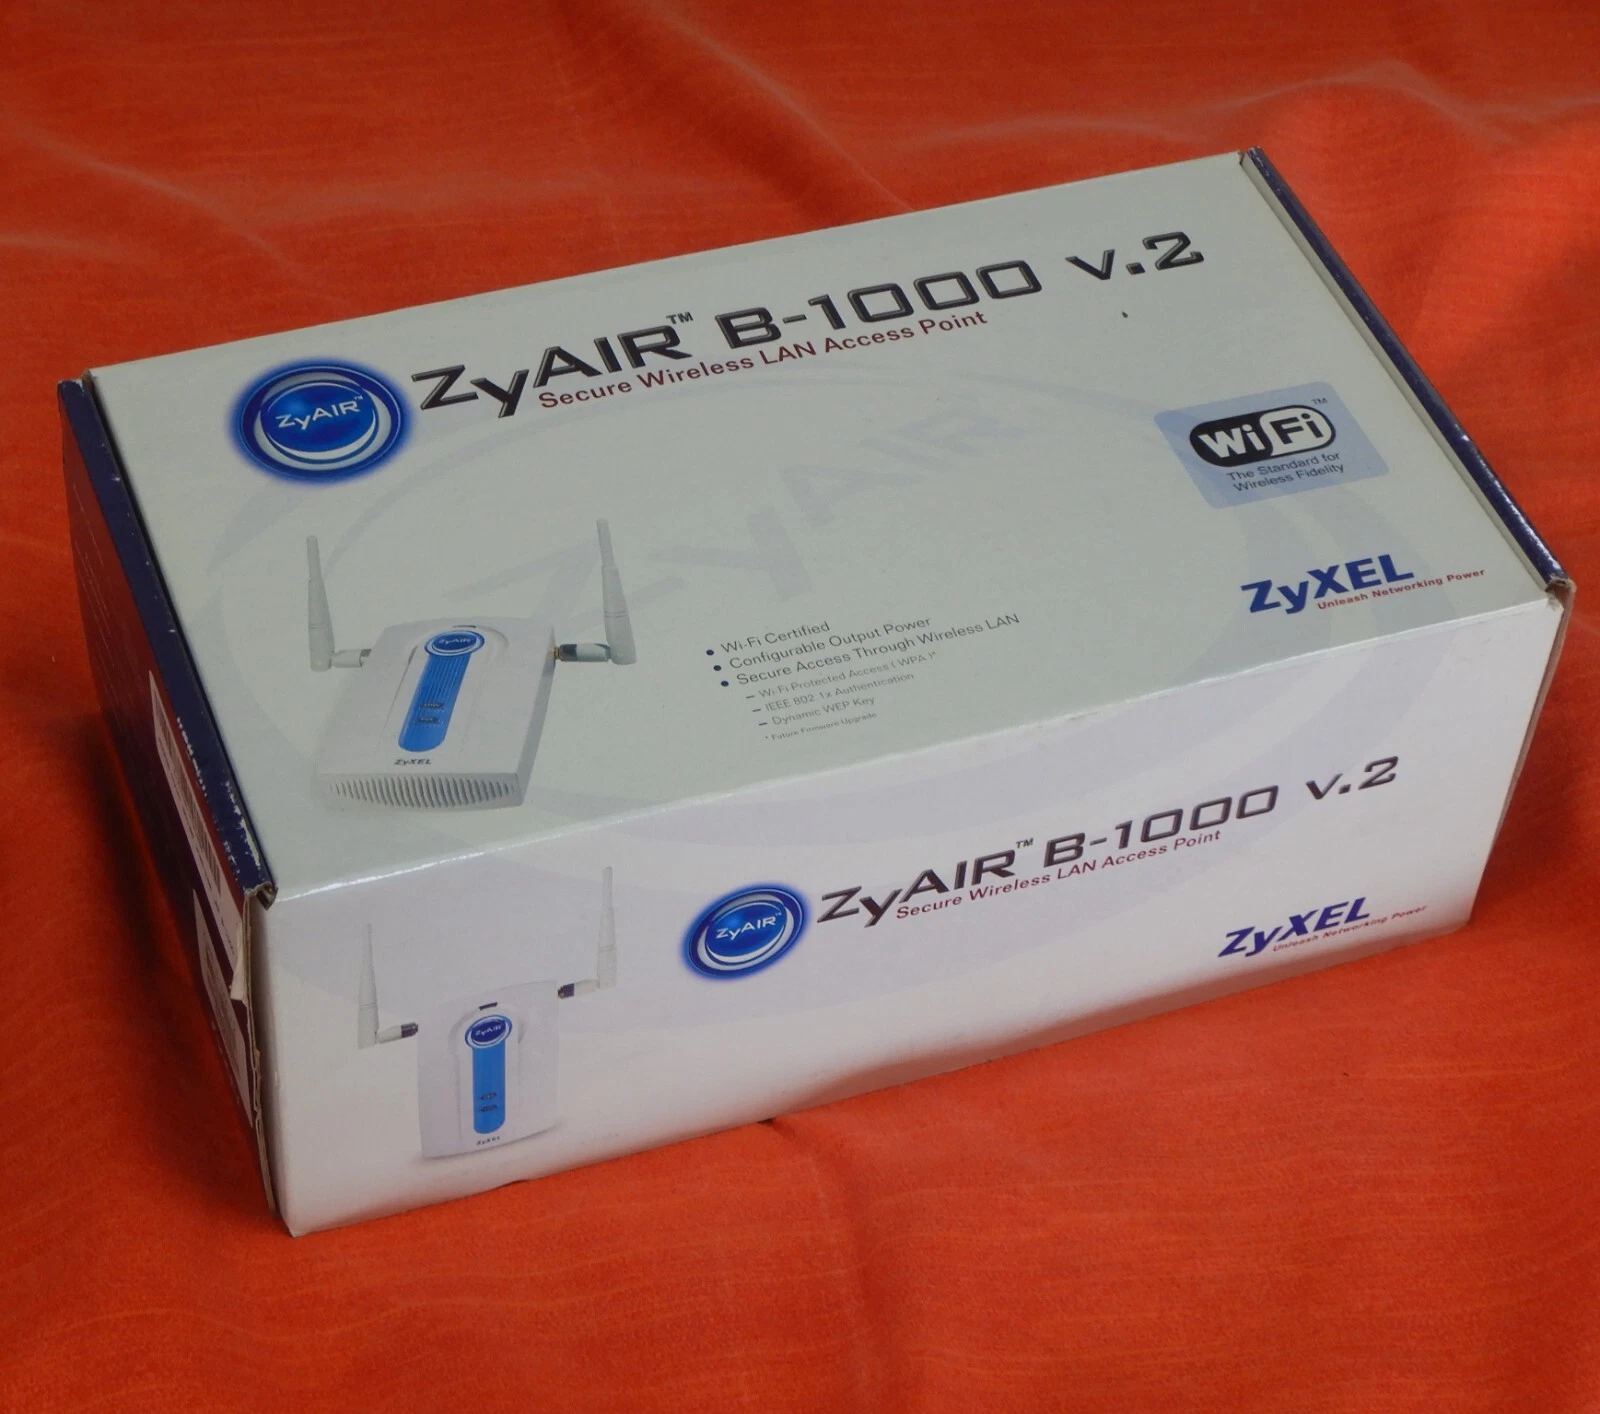 ZyAIR™ B-1000 v.2
Secure Wireless LAN Access Point
ZyAIR™
ZyAIR
WiFi™
The Standard for
Wireless Fidelity
ZyXEL
Unleash Networking Power
• Wi-Fi Certified
• Configurable Output Power
• Secure Access Through Wireless LAN
– Wi-Fi Protected Access ( WPA )*
– IEEE 802.1x Authentication
– Dynamic WEP Key
* Future Firmware Upgrade
ZyAIR
ZyXEL
ZyAIR™ B-1000 v.2
Secure Wireless LAN Access Point
ZyAIR™
ZyXEL
Unleash Networking Power
ZyAIR
ZyXEL